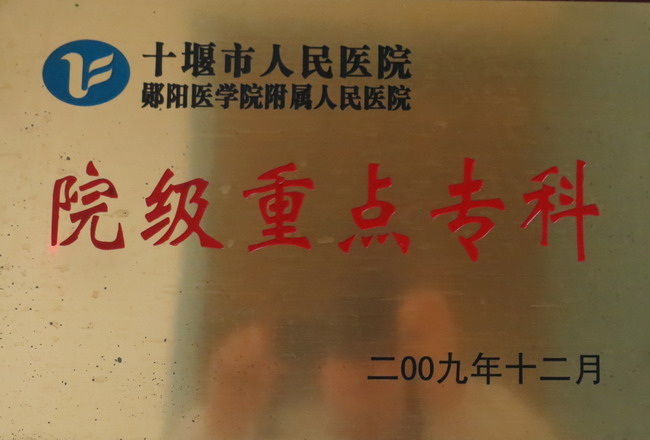 十堰市人民医院
郧阳医学院附属人民医院
院级重点专科
二00九年十二月